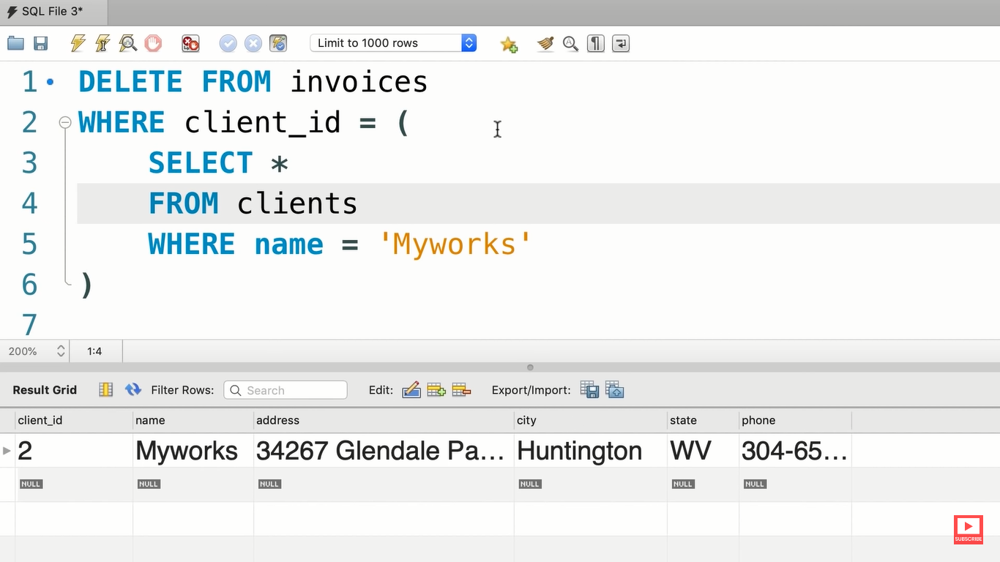 SQL File 3*
Limit to 1000 rows
1 DELETE FROM invoices
2 WHERE client_id = (
3 SELECT *
4 FROM clients
5 WHERE name = 'Myworks'
6 )
7
200% 1:4
Result Grid Filter Rows: Search Edit: Export/Import:
client_id name address city state phone
2 Myworks 34267 Glendale Pa... Huntington WV 304-65...
NULL NULL NULL NULL NULL NULL
SUBSCRIBE